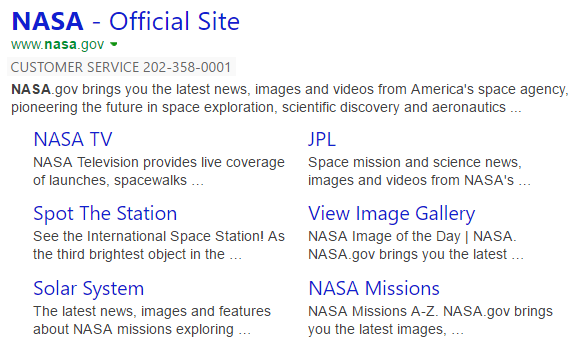 NASA - Official Site
www.nasa.gov
CUSTOMER SERVICE 202-358-0001
NASA.gov brings you the latest news, images and videos from America's space agency,
pioneering the future in space exploration, scientific discovery and aeronautics ...
NASA TV
NASA Television provides live coverage
of launches, spacewalks ...
JPL
Space mission and science news,
images and videos from NASA's ...
Spot The Station
See the International Space Station! As
the third brightest object in the ...
View Image Gallery
NASA Image of the Day | NASA.
NASA.gov brings you the latest ...
Solar System
The latest news, images and features
about NASA missions exploring ...
NASA Missions
NASA Missions A-Z. NASA.gov brings
you the latest images, ...